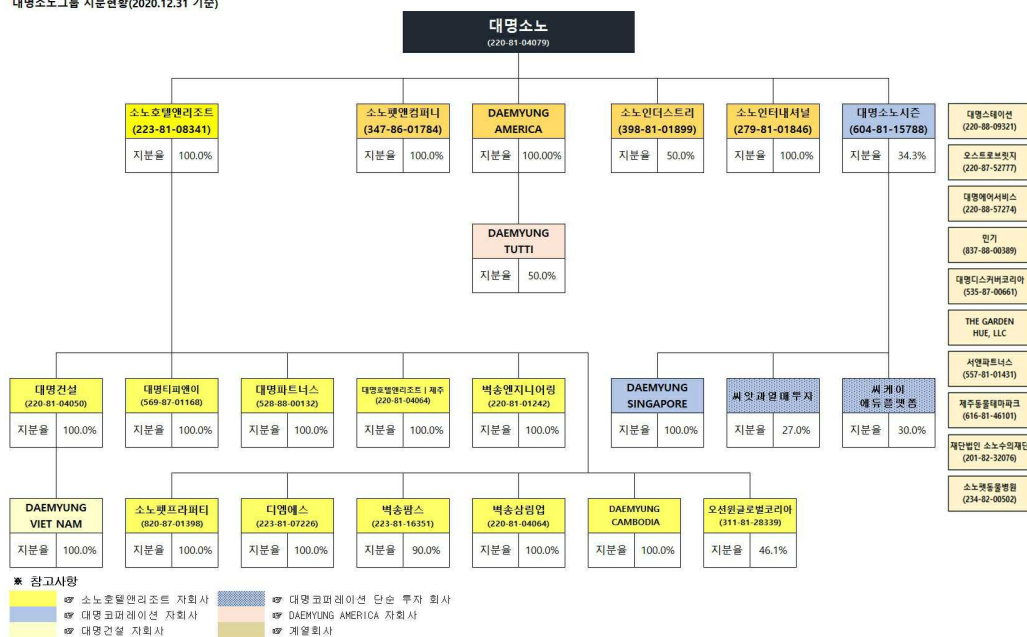 대명소노그룹 지분현황(2020.12.31 기준)
대명소노
(220-81-04079)
소노호텔앤리조트
(223-81-08341)
지분율 100.0%
소노펫앤컴퍼니
(347-86-01784)
지분율 100.0%
DAEMYUNG
AMERICA
지분율 100.00%
소노인더스트리
(398-81-01899)
지분율 50.0%
소노인터내셔널
(279-81-01846)
지분율 100.0%
대명소노시즌
(604-81-15788)
지분율 34.3%
대명스테이션
(220-88-09321)
오스트로브릿지
(220-87-52777)
대명에어서비스
(220-88-57274)
민기
(837-88-00389)
대명디스커버코리아
(535-87-00661)
THE GARDEN
HUE, LLC
서앤파트너스
(557-81-01431)
제주동물테마파크
(616-81-46101)
재단법인 소노수의재단
(201-82-32076)
소노펫동물병원
(234-82-00502)
DAEMYUNG
TUTTI
지분율 50.0%
대명건설
(220-81-04050)
지분율 100.0%
대명티피앤이
(569-87-01168)
지분율 100.0%
대명파트너스
(528-88-00132)
지분율 100.0%
대명호텔앤리조트 | 제주
(220-81-04064)
지분율 100.0%
벽송엔지니어링
(220-81-01242)
지분율 100.0%
DAEMYUNG
SINGAPORE
지분율 100.0%
씨앗과열매투자
지분율 27.0%
씨케이
에듀플랫폼
지분율 30.0%
DAEMYUNG
VIET NAM
지분율 100.0%
소노펫프라퍼티
(820-87-01398)
지분율 100.0%
디엠에스
(223-81-07226)
지분율 100.0%
벽송팜스
(223-81-16351)
지분율 90.0%
벽송삼림업
(220-81-04064)
지분율 100.0%
DAEMYUNG
CAMBODIA
지분율 100.0%
오션윈글로벌코리아
(311-81-28339)
지분율 46.1%
※ 참고사항
☞ 소노호텔앤리조트 자회사
☞ 대명코퍼레이션 단순 투자 회사
☞ 대명코퍼레이션 자회사
☞ DAEMYUNG AMERICA 자회사
☞ 대명건설 자회사
☞ 계열회사